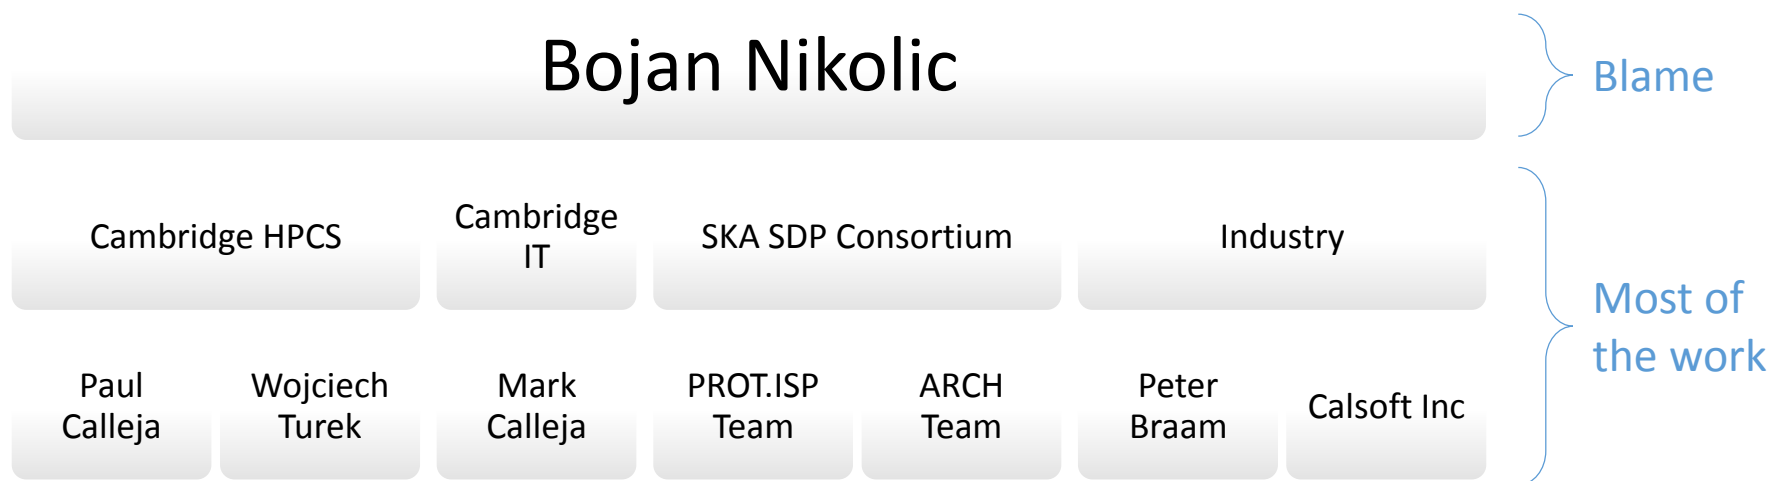 Bojan Nikolic
Blame
Cambridge HPCS
Cambridge
IT
SKA SDP Consortium
Industry
Most of
the work
Paul
Calleja
Wojciech
Turek
Mark
Calleja
PROT.ISP
Team
ARCH
Team
Peter
Braam
Calsoft Inc